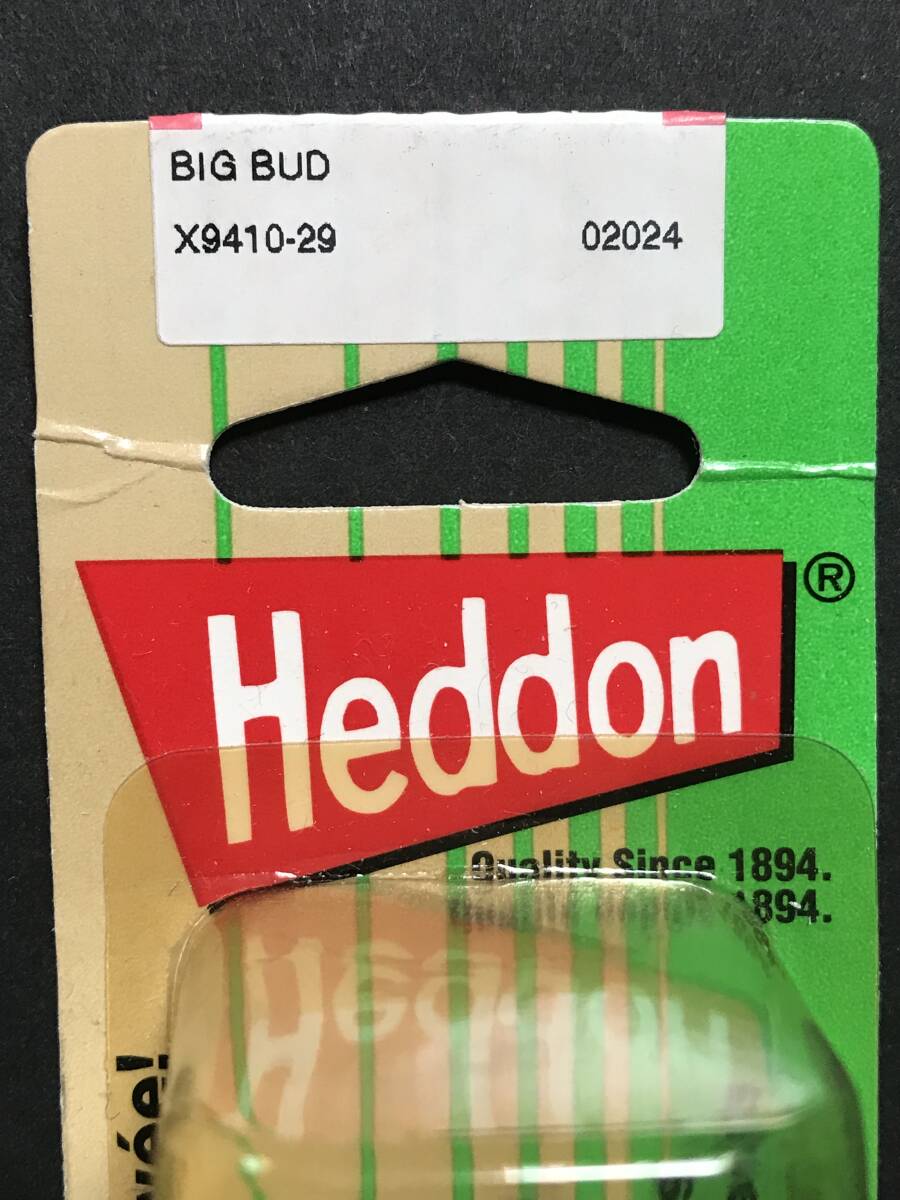 BIG BUD
X9410-29 02024
Heddon®
Quality Since 1894.